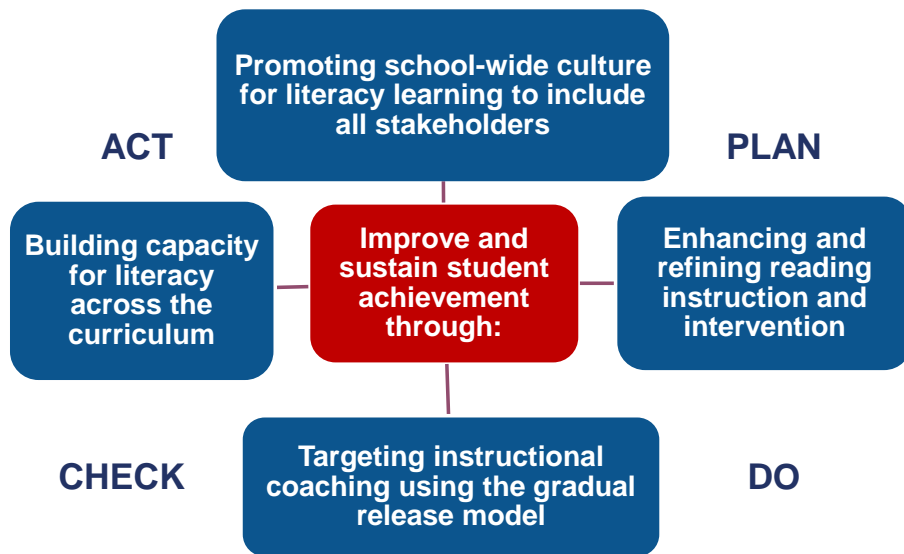 Promoting school-wide culture
for literacy learning to include
all stakeholders
ACT
PLAN
Building capacity
for literacy
across the
curriculum
Improve and
sustain student
achievement
through:
Enhancing and
refining reading
instruction and
intervention
CHECK
Targeting instructional
coaching using the gradual
release model
DO